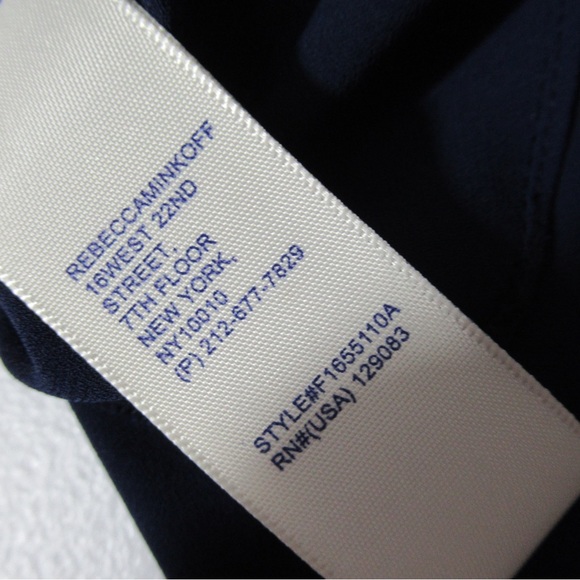 REBECCAMINKOFF
16WEST 22ND
STREET,
7TH FLOOR
NEW YORK,
NY10010
(P) 212-677-7829
STYLE#F1655110A
RN#(USA) 129083